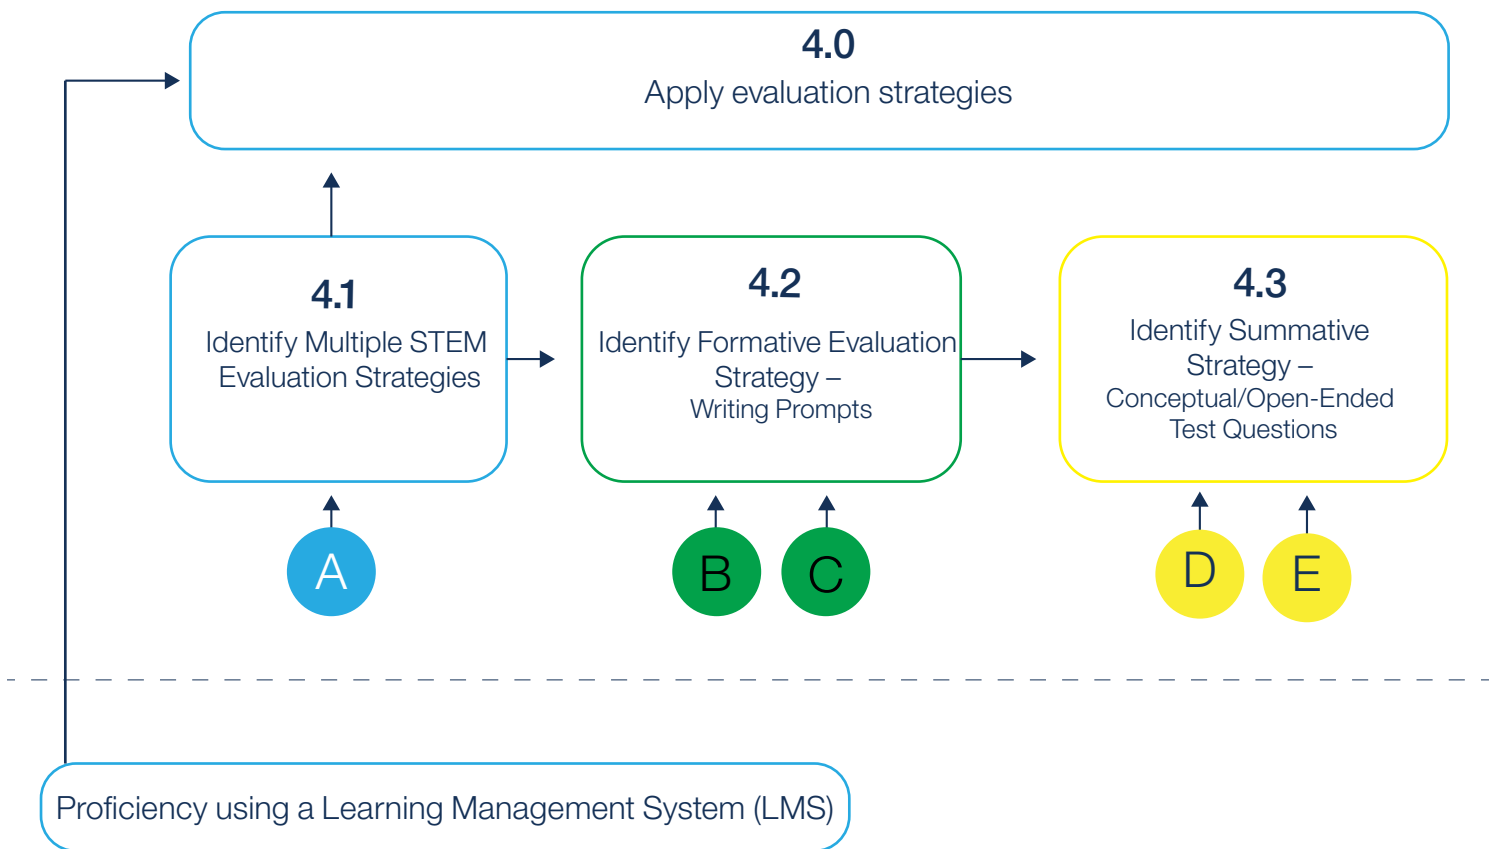 4.0
Apply evaluation strategies
4.1
Identify Multiple STEM
Evaluation Strategies
4.2
Identify Formative Evaluation
Strategy –
Writing Prompts
4.3
Identify Summative
Strategy –
Conceptual/Open-Ended
Test Questions
A
B
C
D
E
Proficiency using a Learning Management System (LMS)